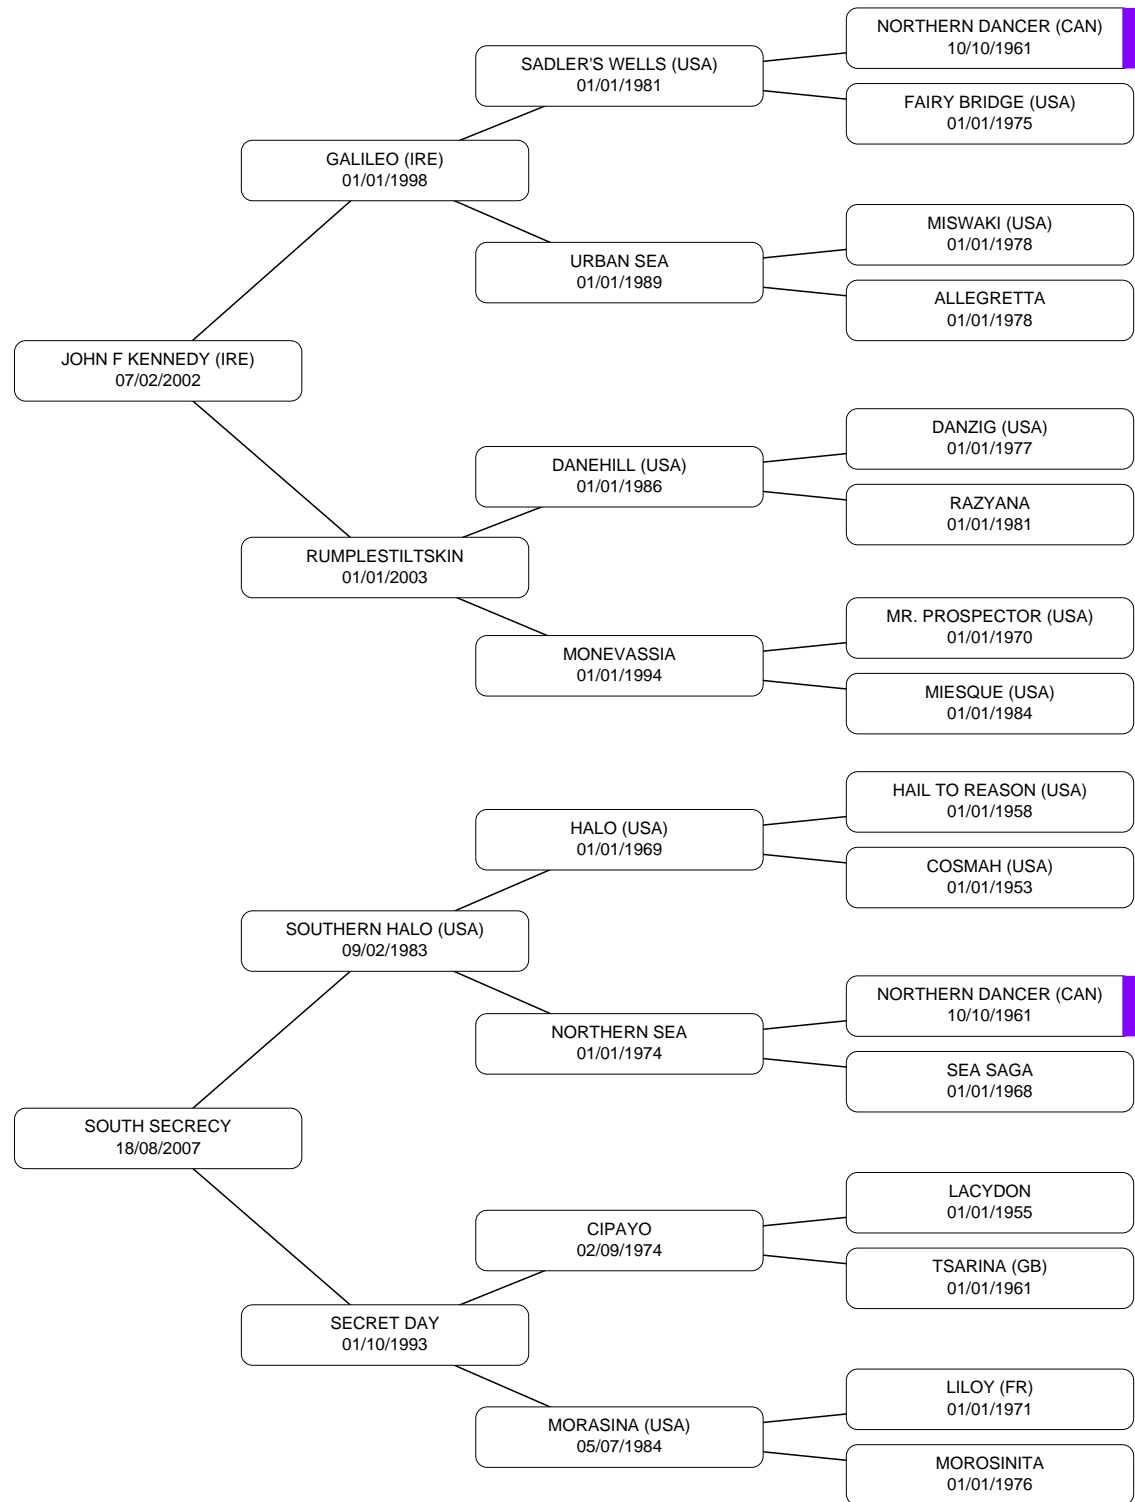 NORTHERN DANCER (CAN)
10/10/1961
SADLER'S WELLS (USA)
01/01/1981
FAIRY BRIDGE (USA)
01/01/1975
GALILEO (IRE)
01/01/1998
MISWAKI (USA)
01/01/1978
URBAN SEA
01/01/1989
ALLEGRETTA
01/01/1978
JOHN F KENNEDY (IRE)
07/02/2002
DANZIG (USA)
01/01/1977
DANEHILL (USA)
01/01/1986
RAZYANA
01/01/1981
RUMPLESTILTSKIN
01/01/2003
MR. PROSPECTOR (USA)
01/01/1970
MONEVASSIA
01/01/1994
MIESQUE (USA)
01/01/1984
HAIL TO REASON (USA)
01/01/1958
HALO (USA)
01/01/1969
COSMAH (USA)
01/01/1953
SOUTHERN HALO (USA)
09/02/1983
NORTHERN DANCER (CAN)
10/10/1961
NORTHERN SEA
01/01/1974
SEA SAGA
01/01/1968
SOUTH SECRECY
18/08/2007
LACYDON
01/01/1955
CIPAYO
02/09/1974
TSARINA (GB)
01/01/1961
SECRET DAY
01/10/1993
LILOY (FR)
01/01/1971
MORASINA (USA)
05/07/1984
MOROSINITA
01/01/1976